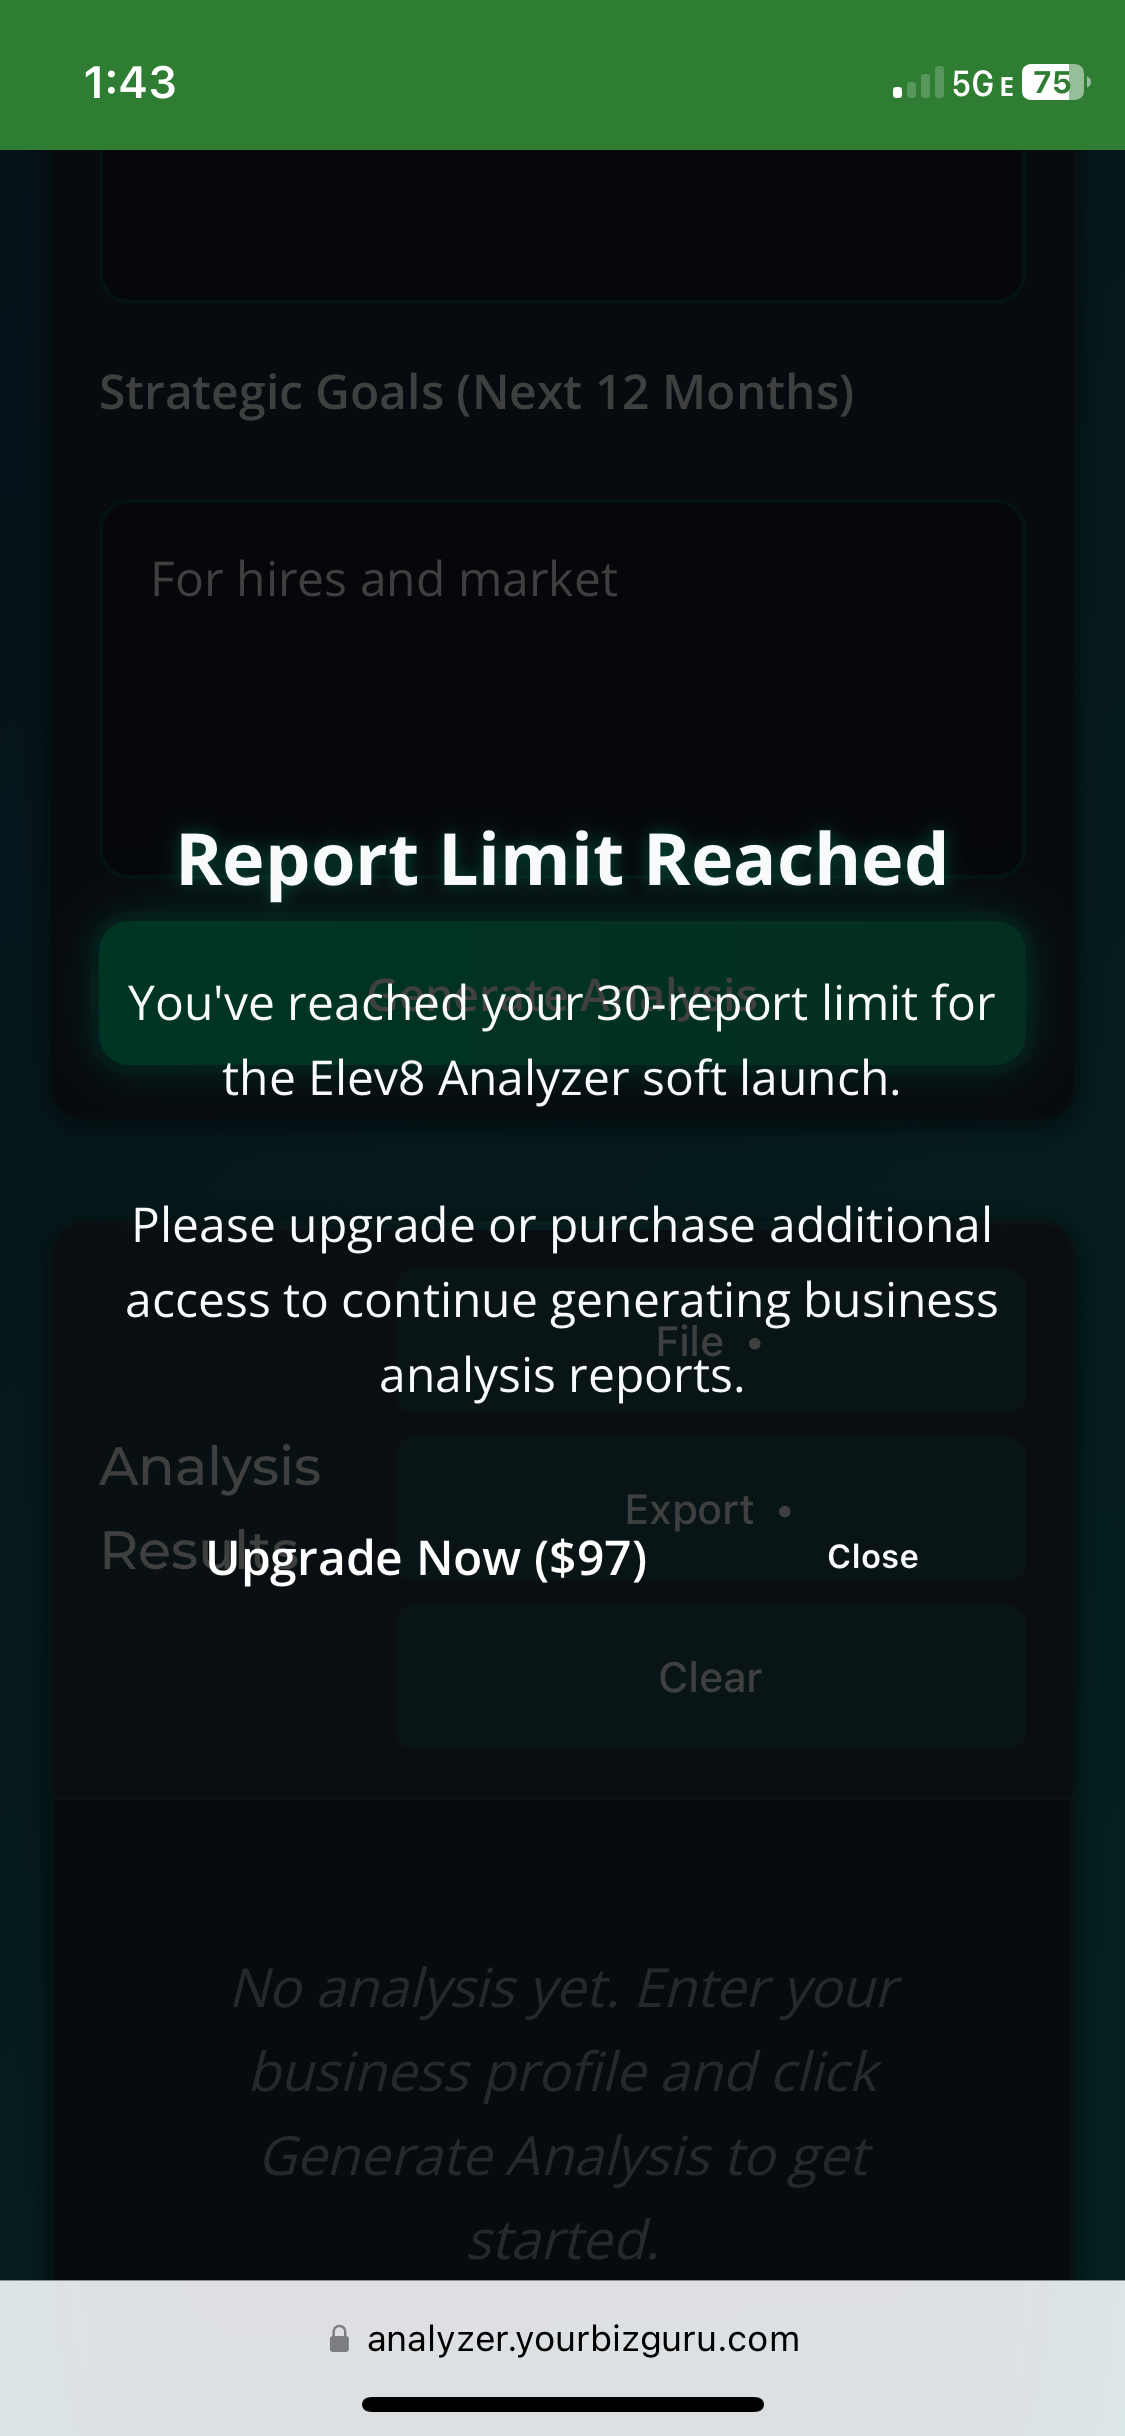 1:43
5G E 75
Strategic Goals (Next 12 Months)
For hires and market
Report Limit Reached
Generate Analysis
You've reached your 30-report limit for
the Elev8 Analyzer soft launch.
Please upgrade or purchase additional
access to continue generating business
analysis reports.
File •
Analysis
Results
Export •
Upgrade Now ($97)
Close
Clear
No analysis yet. Enter your
business profile and click
Generate Analysis to get
started.
analyzer.yourbizguru.com